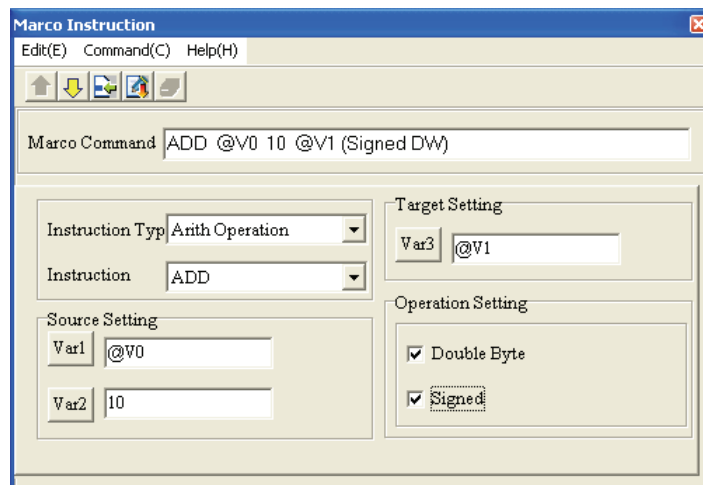 Marco Instruction
Edit(E) Command(C) Help(H)
Marco Command ADD @V0 10 @V1 (Signed DW)
Instruction Typ Arith Operation
Instruction ADD
Source Setting
Var1 @V0
Var2 10
Target Setting
Var3 @V1
Operation Setting
Double Byte
Signed